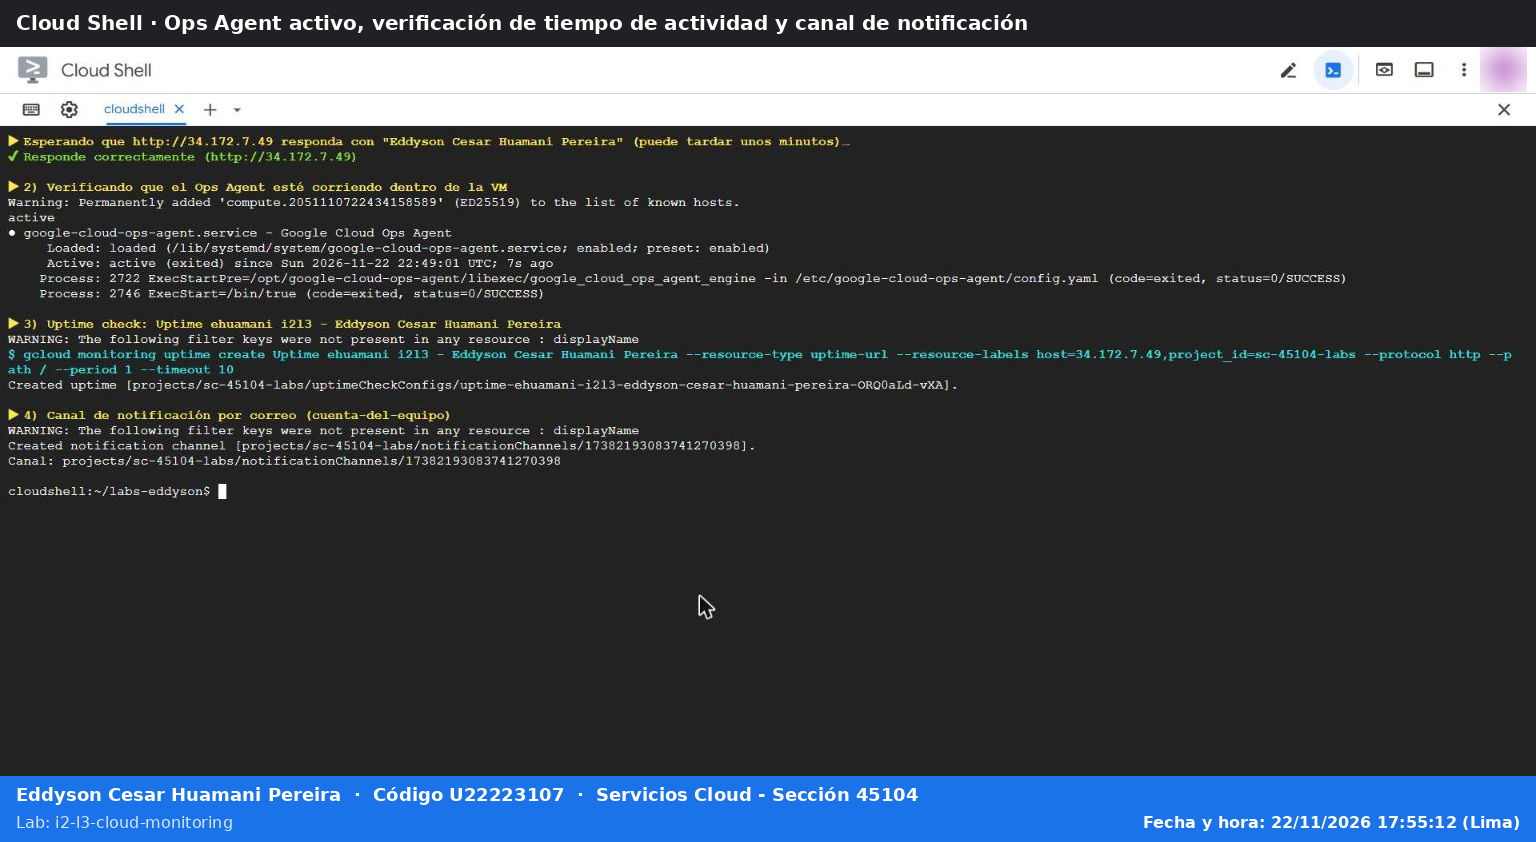 Cloud Shell · Ops Agent activo, verificación de tiempo de actividad y canal de notificación
Cloud Shell
cloudshell
▶ Esperando que http://34.172.7.49 responda con "Eddyson Cesar Huamani Pereira" (puede tardar unos minutos)…
✔ Responde correctamente (http://34.172.7.49)
▶ 2) Verificando que el Ops Agent esté corriendo dentro de la VM
Warning: Permanently added 'compute.2051110722434158589' (ED25519) to the list of known hosts.
active
● google-cloud-ops-agent.service - Google Cloud Ops Agent
Loaded: loaded (/lib/systemd/system/google-cloud-ops-agent.service; enabled; preset: enabled)
Active: active (exited) since Sun 2026-11-22 22:49:01 UTC; 7s ago
Process: 2722 ExecStartPre=/opt/google-cloud-ops-agent/libexec/google_cloud_ops_agent_engine -in /etc/google-cloud-ops-agent/config.yaml (code=exited, status=0/SUCCESS)
Process: 2746 ExecStart=/bin/true (code=exited, status=0/SUCCESS)
▶ 3) Uptime check: Uptime ehuamani i2l3 - Eddyson Cesar Huamani Pereira
WARNING: The following filter keys were not present in any resource : displayName
$ gcloud monitoring uptime create Uptime ehuamani i2l3 - Eddyson Cesar Huamani Pereira --resource-type uptime-url --resource-labels host=34.172.7.49,project_id=sc-45104-labs --protocol http --p
ath / --period 1 --timeout 10
Created uptime [projects/sc-45104-labs/uptimeCheckConfigs/uptime-ehuamani-i2l3-eddyson-cesar-huamani-pereira-ORQ0aLd-vXA].
▶ 4) Canal de notificación por correo (cuenta-del-equipo)
WARNING: The following filter keys were not present in any resource : displayName
Created notification channel [projects/sc-45104-labs/notificationChannels/17382193083741270398].
Canal: projects/sc-45104-labs/notificationChannels/17382193083741270398
cloudshell:~/labs-eddyson$
Eddyson Cesar Huamani Pereira · Código U22223107 · Servicios Cloud - Sección 45104
Lab: i2-l3-cloud-monitoring
Fecha y hora: 22/11/2026 17:55:12 (Lima)